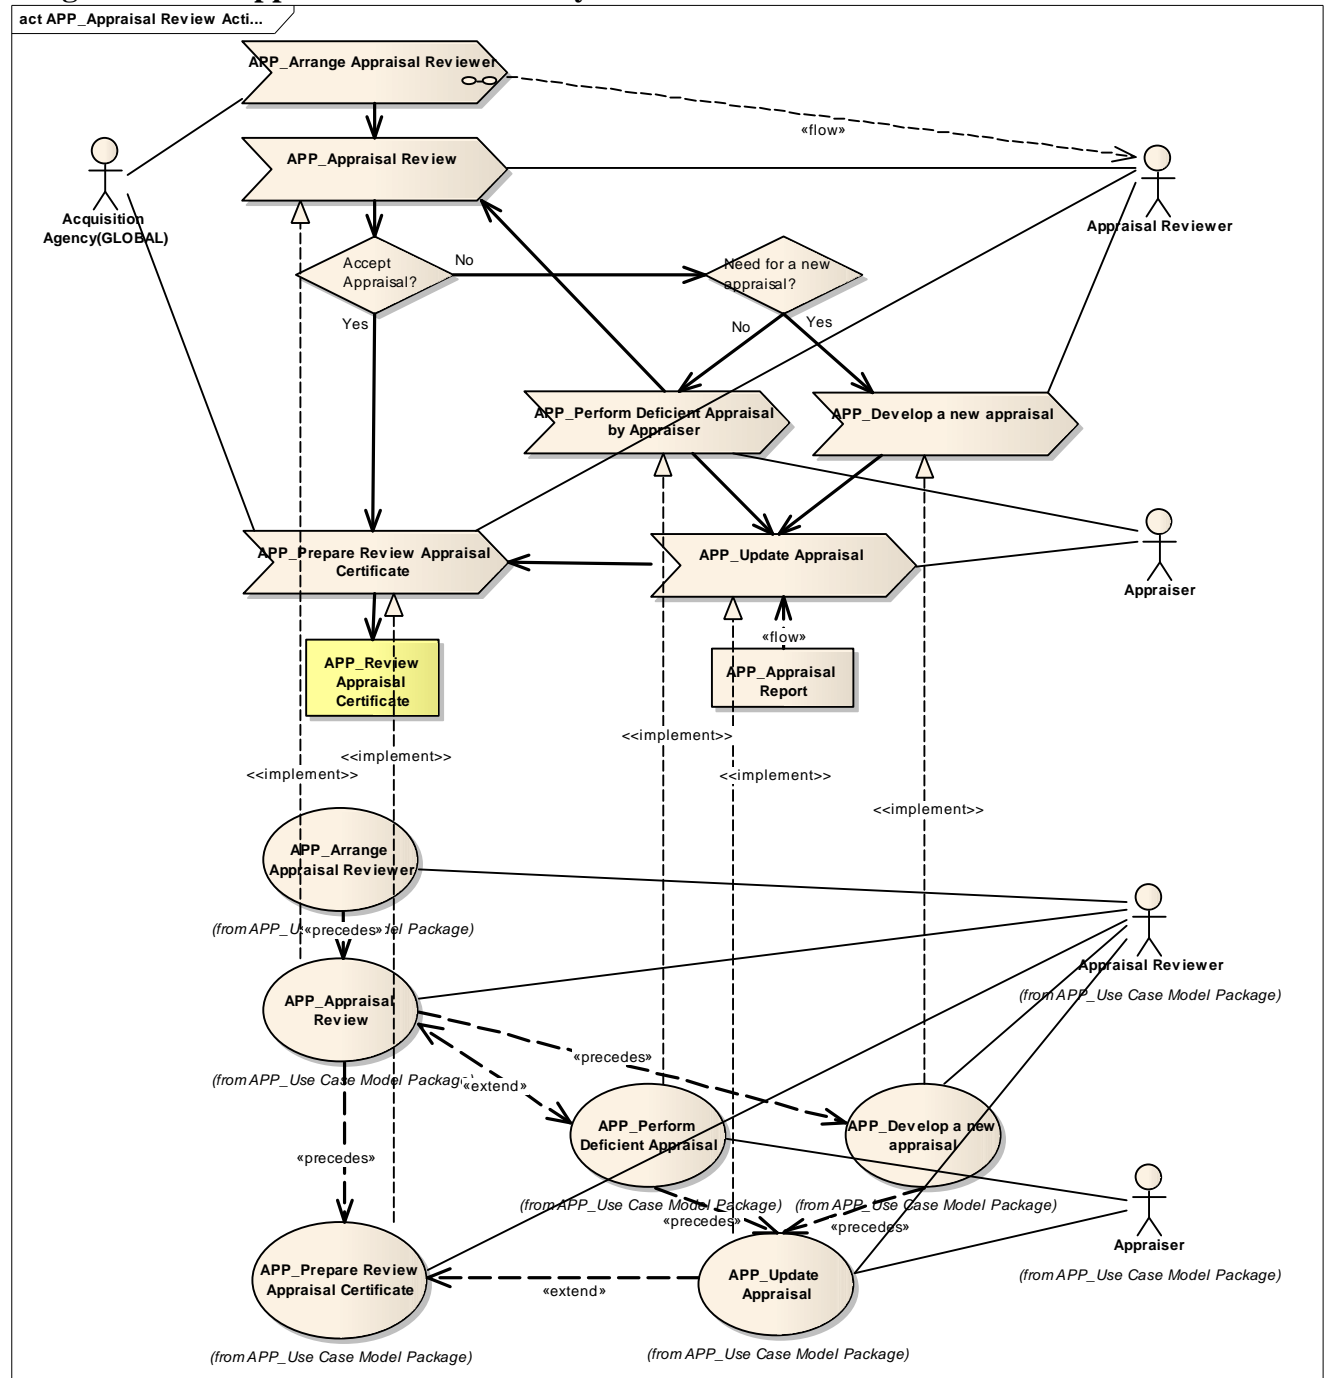 act APP_Appraisal Review Acti...
APP_Arrange Appraisal Reviewer
«flow»
APP_Appraisal Review
Acquisition
Agency(GLOBAL)
Appraisal Reviewer
Accept
Appraisal?
No
Need for a new
appraisal?
Yes
No
Yes
APP_Perform Deficient Appraisal
by Appraiser
APP_Develop a new appraisal
APP_Prepare Review Appraisal
Certificate
APP_Update Appraisal
Appraiser
«flow»
APP_Review
Appraisal
Certificate
APP_Appraisal
Report
<<implement>>
<<implement>>
<<implement>>
<<implement>>
<<implement>>
APP_Arrange
Appraisal Reviewer
(from APP_U
«precedes»
el Package)
APP_Appraisal
Review
Appraisal Reviewer
(from APP_Use Case Model Package)
«precedes»
(from APP_Use Case Model Package)
«extend»
APP_Perform
Deficient Appraisal
APP_Develop a new
appraisal
«precedes»
(from APP_Use Case Model Package)
(from APP_Use Case Model Package)
«precedes»
«precedes»
Appraiser
(from APP_Use Case Model Package)
APP_Prepare Review
Appraisal Certificate
APP_Update
Appraisal
«extend»
(from APP_Use Case Model Package)
(from APP_Use Case Model Package)